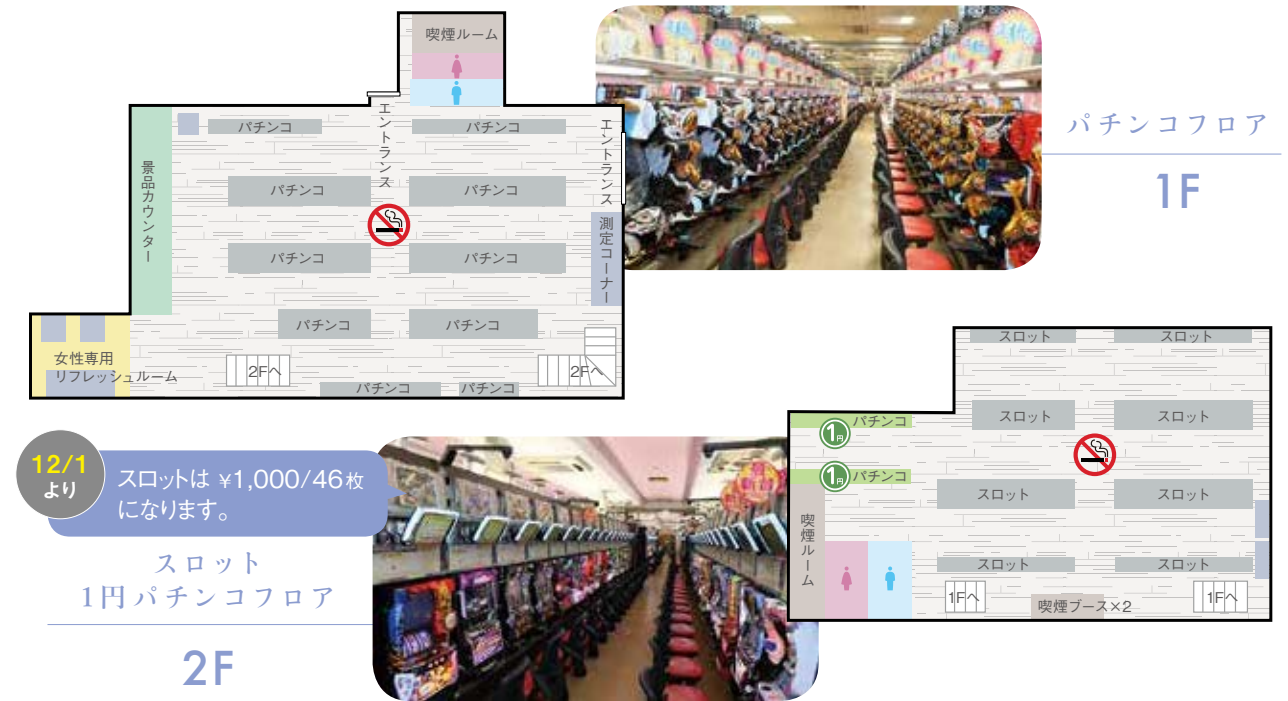 喫煙ルーム
エントランス
エントランス
景品カウンター
パチンコ
パチンコ
パチンコ
パチンコ
パチンコ
パチンコ
パチンコ
パチンコ
測定コーナー
女性専用
リフレッシュルーム
2Fへ
2Fへ
パチンコ
パチンコ
パチンコフロア
1F
12/1
より
スロットは ¥1,000/46枚
になります。
スロット
1円パチンコフロア
2F
スロット
スロット
スロット
スロット
1円
パチンコ
1円
パチンコ
スロット
スロット
喫煙ルーム
スロット
スロット
1Fへ
喫煙ブース×2
1Fへ